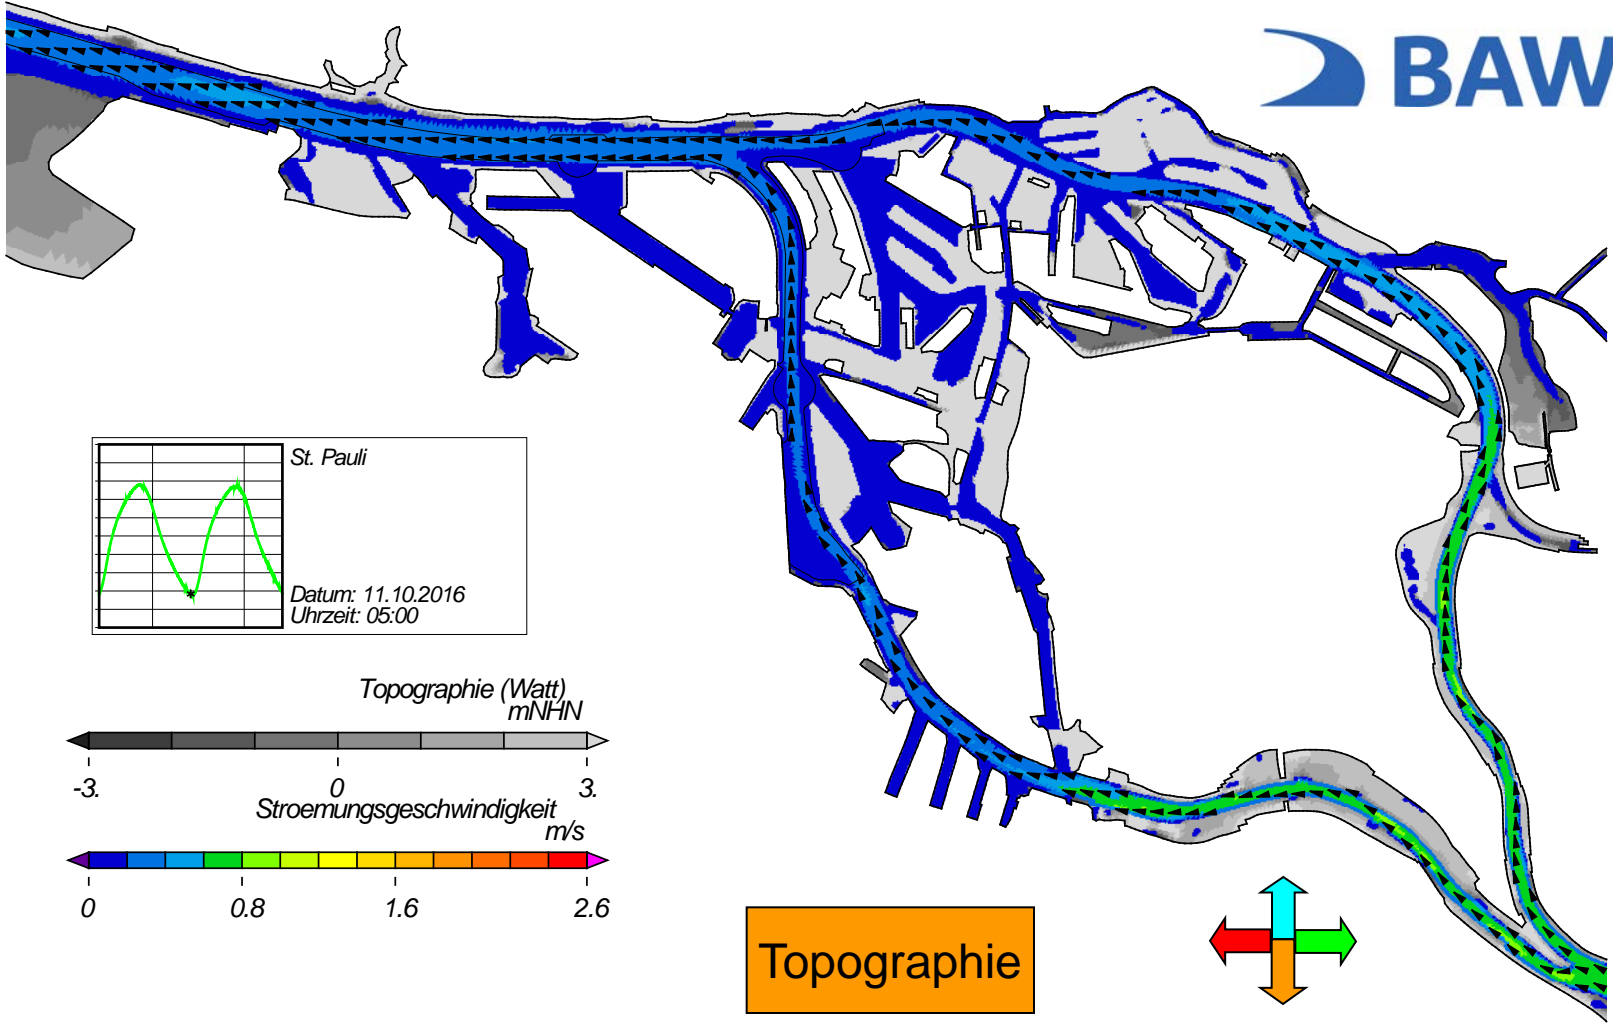 BAW
St. Pauli
Datum: 11.10.2016
Uhrzeit: 05:00
Topographie (Watt)
mNHN
-3. 0 3.
Stroemungsgeschwindigkeit
m/s
0 0.8 1.6 2.6
Topographie